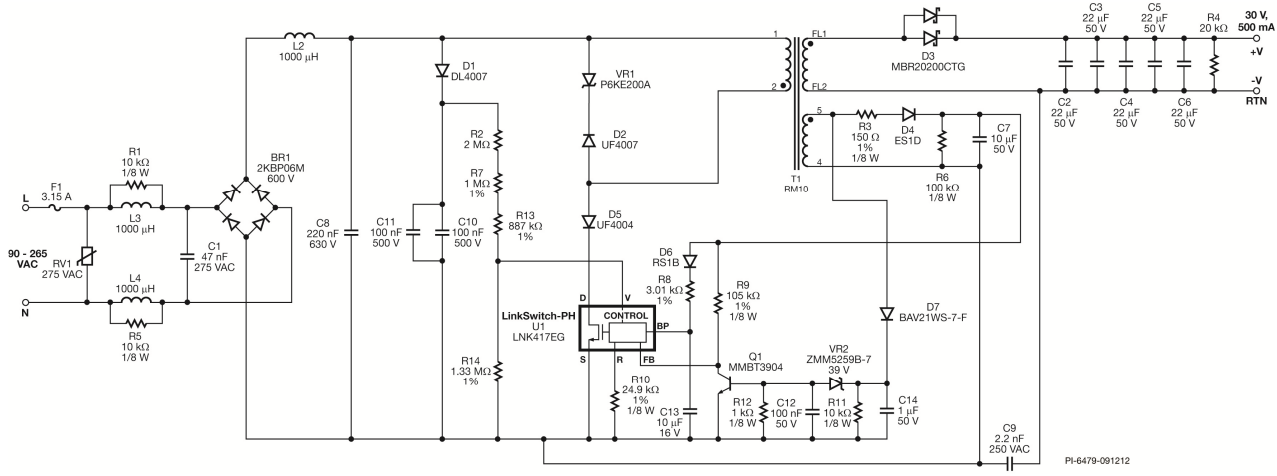 L2
1000 µH
D1
DL4007
VR1
P6KE200A
1
2
FL1
FL2
D3
MBR20200CTG
C3
22 µF
50 V
C5
22 µF
50 V
R4
20 kΩ
30 V,
500 mA
+V
-V
RTN
C2
22 µF
50 V
C4
22 µF
50 V
C6
22 µF
50 V
R2
2 MΩ
D2
UF4007
5
4
R3
150 Ω
1%
1/8 W
D4
ES1D
C7
10 µF
50 V
R6
100 kΩ
1/8 W
T1
RM10
R1
10 kΩ
1/8 W
BR1
2KBP06M
600 V
F1
3.15 A
L
L3
1000 µH
R7
1 MΩ
1%
R13
887 kΩ
1%
C8
220 nF
630 V
C11
100 nF
500 V
C10
100 nF
500 V
D5
UF4004
90 - 265
VAC
RV1
275 VAC
C1
47 nF
275 VAC
L4
1000 µH
N
R5
10 kΩ
1/8 W
D6
RS1B
R8
3.01 kΩ
1%
R9
105 kΩ
1%
1/8 W
D7
BAV21WS-7-F
D
V
LinkSwitch-PH
U1
LNK417EG
CONTROL
BP
S
R
FB
R14
1.33 MΩ
1%
R10
24.9 kΩ
1%
1/8 W
Q1
MMBT3904
VR2
ZMM5259B-7
39 V
C13
10 µF
16 V
R12
1 kΩ
1/8 W
C12
100 nF
50 V
R11
10 kΩ
1/8 W
C14
1 µF
50 V
C9
2.2 nF
250 VAC
PI-6479-091212